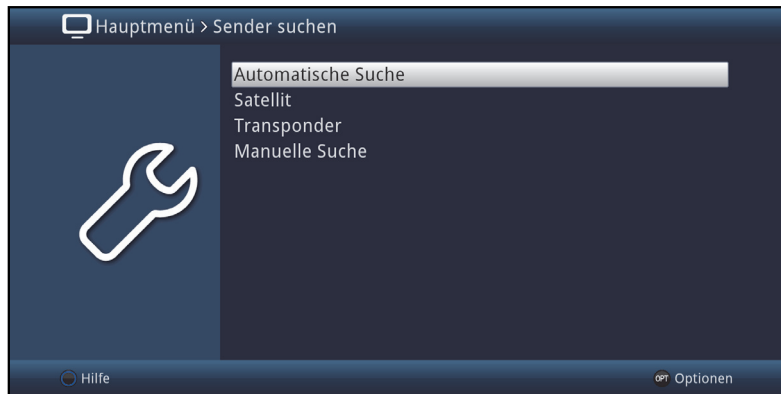 Hauptmenü > Sender suchen
Automatische Suche
Satellit
Transponder
Manuelle Suche
Hilfe
OPT Optionen